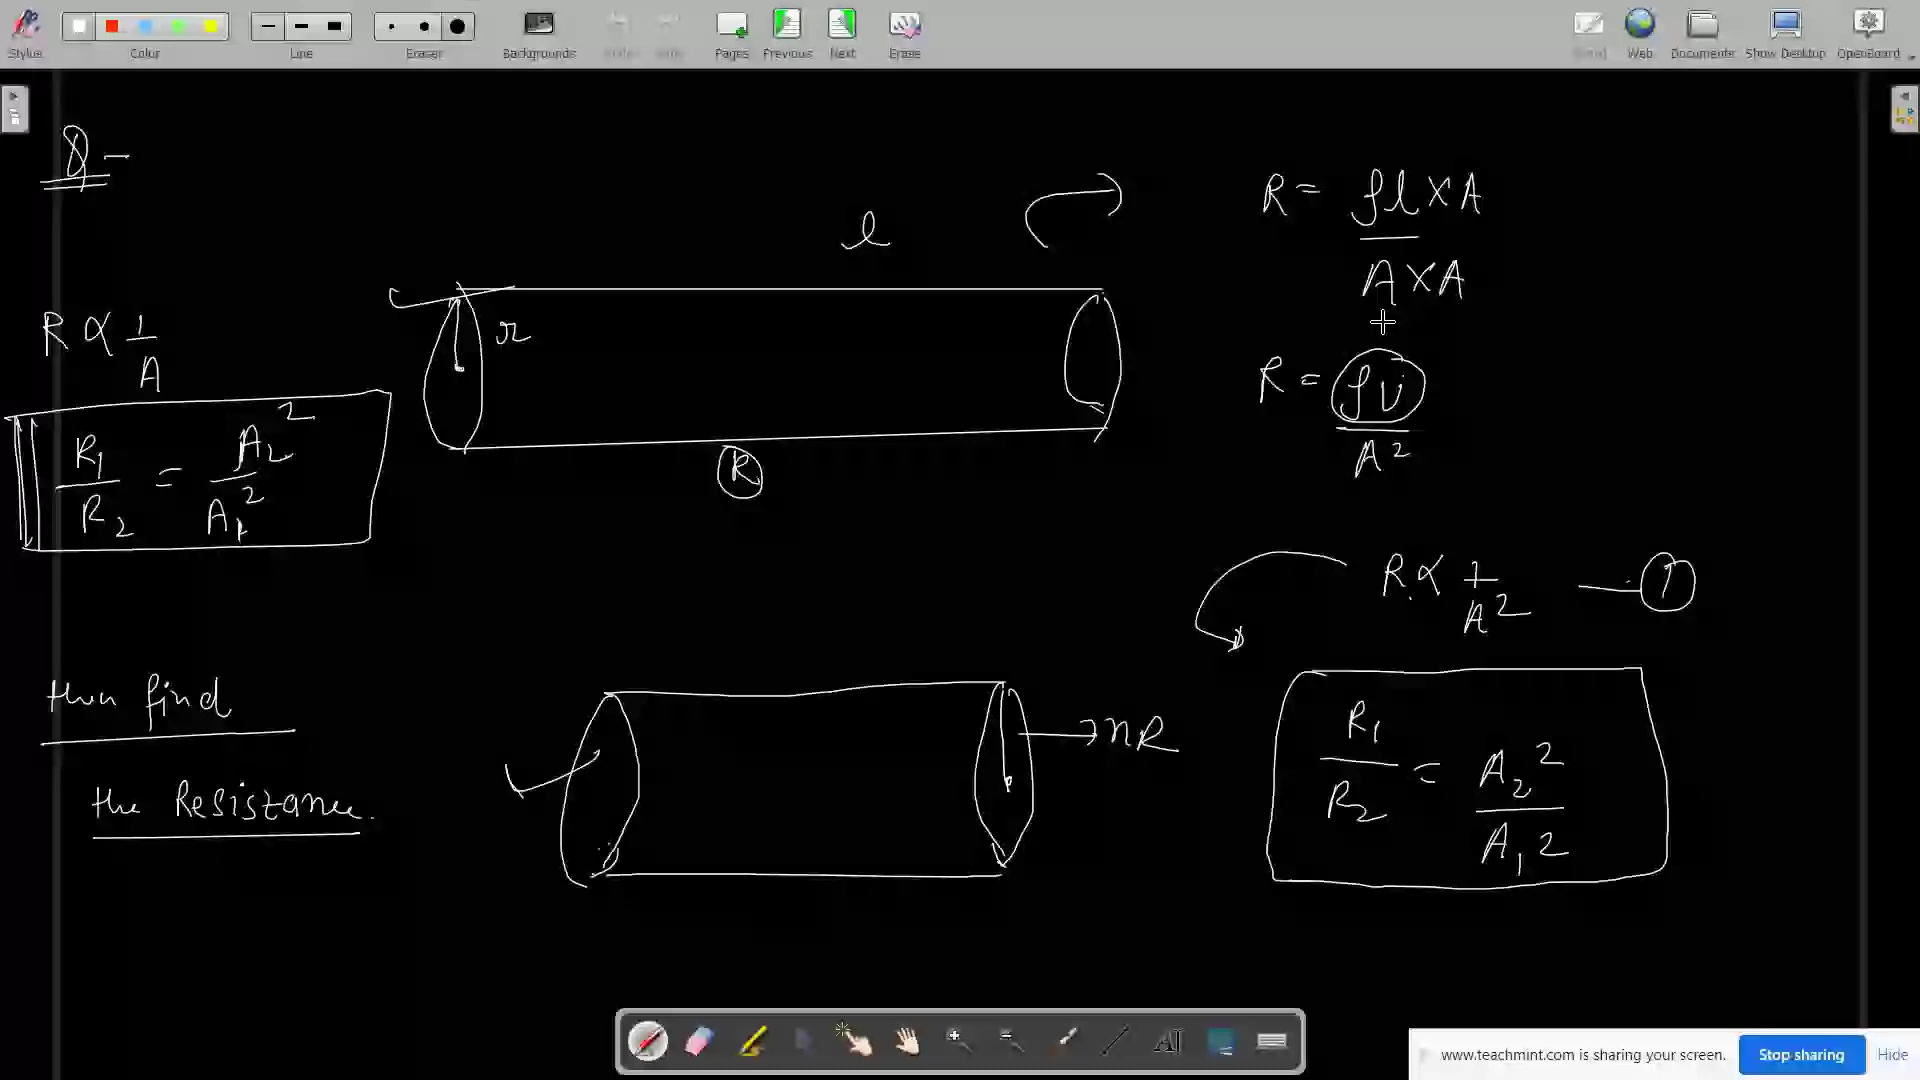 Stylus
Color
Line
Eraser
Backgrounds
Pages
Previous
Next
Erase
Web
Documents
Show Desktop
OpenBoard
Q -
l
R = ρl × A
A × A
r
R ∝ 1
A
R = ρV
A²
R
R₁ = A₂²
R₂ A₁²
R ∝ 1
A²
①
then find
the Resistance.
→ nR
R₁ = A₂²
R₂ A₁²
www.teachmint.com is sharing your screen.
Stop sharing
Hide